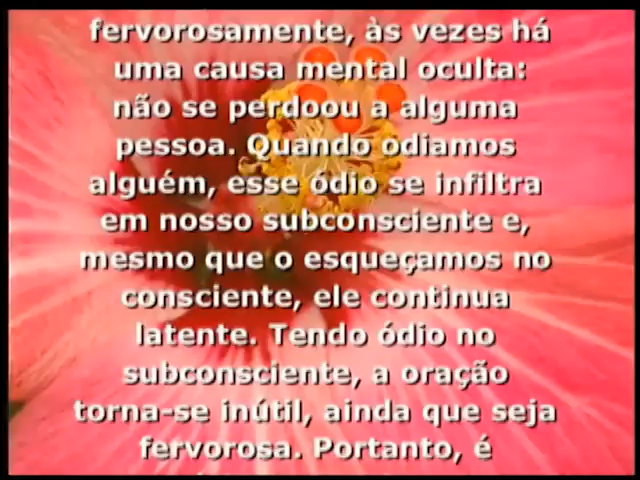 fervorosamente, às vezes há
uma causa mental oculta:
não se perdoou a alguma
pessoa. Quando odiamos
alguém, esse ódio se infiltra
em nosso subconsciente e,
mesmo que o esqueçamos no
consciente, ele continua
latente. Tendo ódio no
subconsciente, a oração
torna-se inútil, ainda que seja
fervorosa. Portanto, é